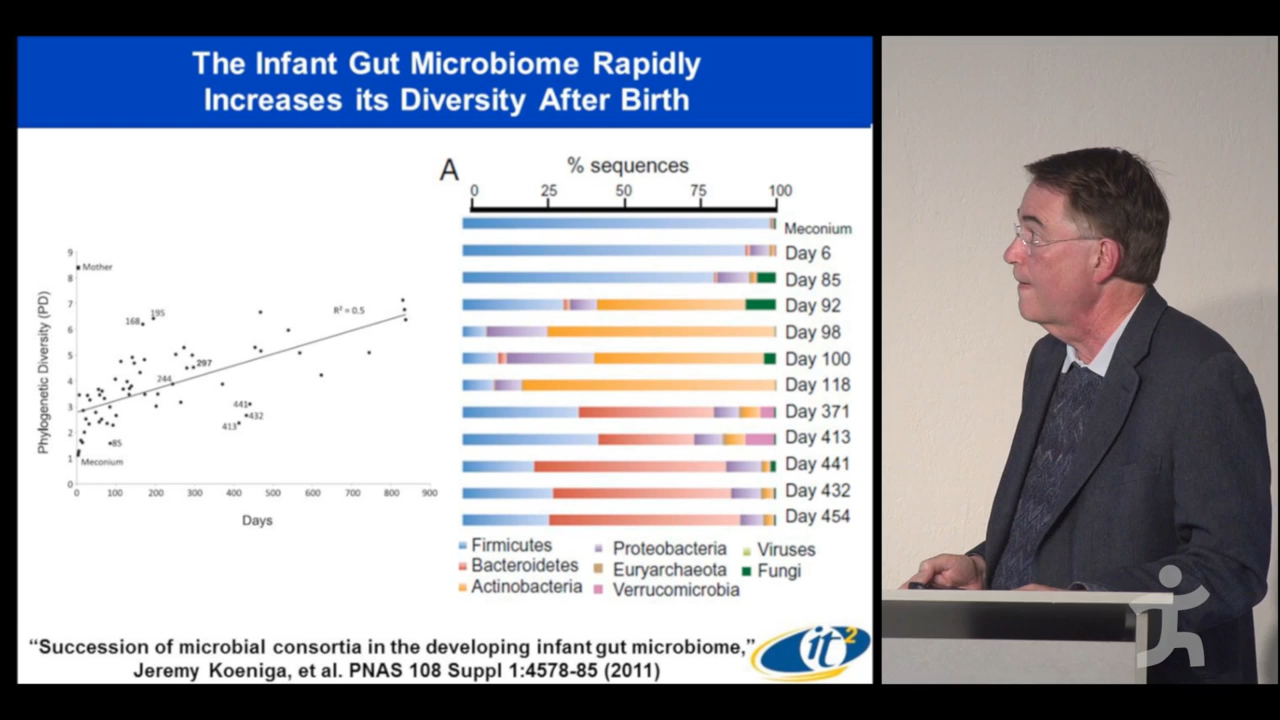 The Infant Gut Microbiome Rapidly
Increases its Diversity After Birth
A
% sequences
0 25 50 75 100
Meconium
Day 6
Day 85
Day 92
Day 98
Day 100
Day 118
Day 371
Day 413
Day 441
Day 432
Day 454
Firmicutes
Bacteroidetes
Actinobacteria
Proteobacteria
Euryarchaeota
Verrucomicrobia
Viruses
Fungi
Phylogenetic Diversity (PD)
9
8
7
6
5
4
3
2
1
0
Mother
195
168
R² = 0.5
297
244
441
432
413
85
Meconium
0 100 200 300 400 500 600 700 800 900
Days
“Succession of microbial consortia in the developing infant gut microbiome,”
Jeremy Koeniga, et al. PNAS 108 Suppl 1:4578-85 (2011)
it²